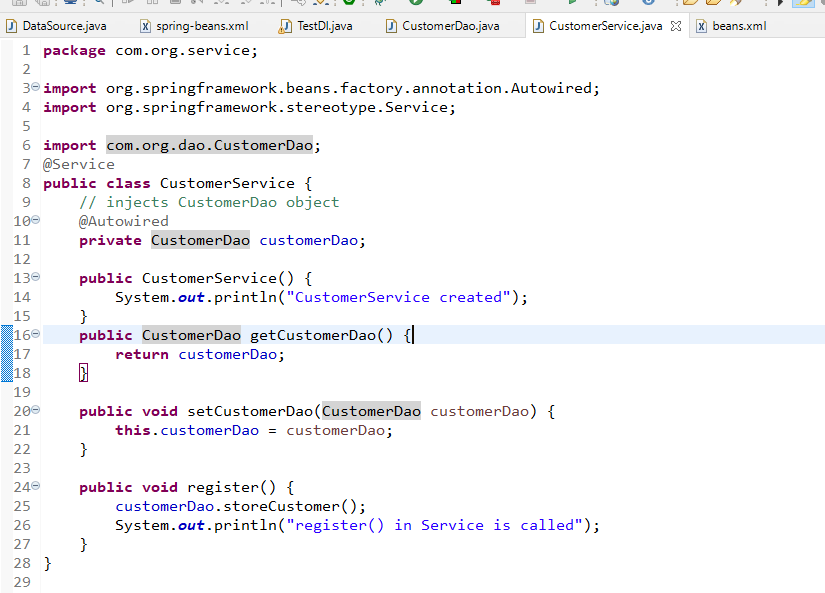 DataSource.java spring-beans.xml TestDI.java CustomerDao.java CustomerService.java beans.xml
1 package com.org.service;
2
3 import org.springframework.beans.factory.annotation.Autowired;
4 import org.springframework.stereotype.Service;
5
6 import com.org.dao.CustomerDao;
7 @Service
8 public class CustomerService {
9 // injects CustomerDao object
10 @Autowired
11 private CustomerDao customerDao;
12
13 public CustomerService() {
14 System.out.println("CustomerService created");
15 }
16 public CustomerDao getCustomerDao() {
17 return customerDao;
18 }
19
20 public void setCustomerDao(CustomerDao customerDao) {
21 this.customerDao = customerDao;
22 }
23
24 public void register() {
25 customerDao.storeCustomer();
26 System.out.println("register() in Service is called");
27 }
28 }
29